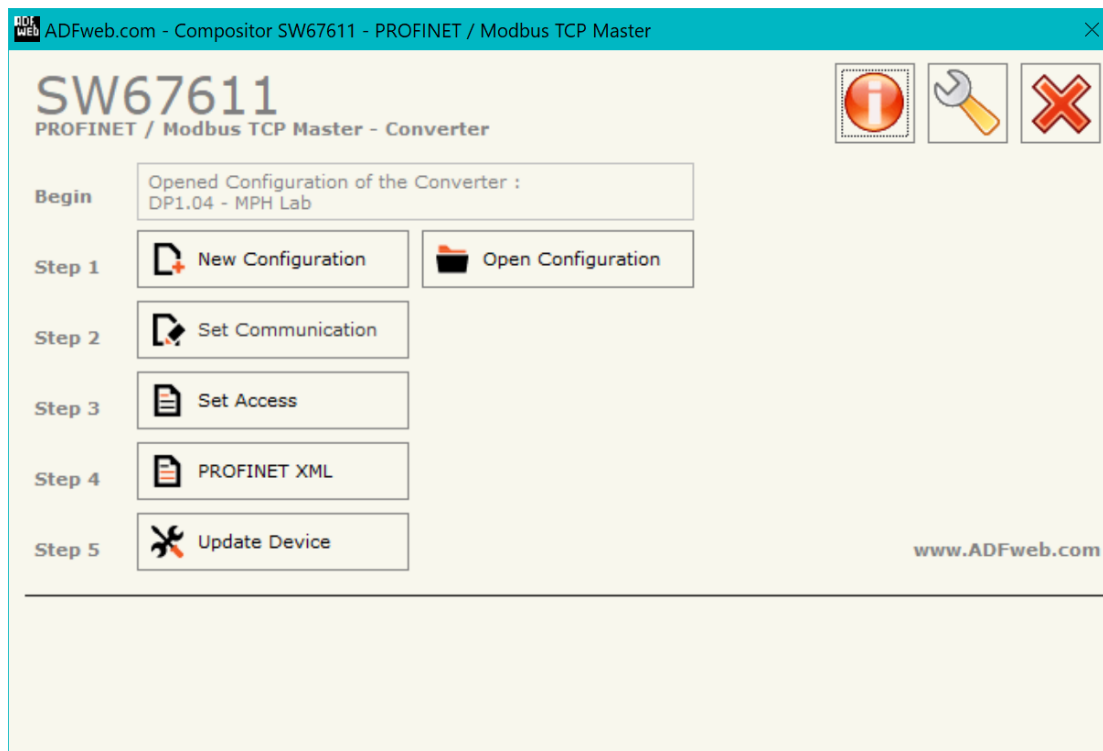 ADF
WEB
ADFweb.com - Compositor SW67611 - PROFINET / Modbus TCP Master
SW67611
PROFINET / Modbus TCP Master - Converter
Begin
Opened Configuration of the Converter :
DP1.04 - MPH Lab
Step 1
New Configuration
Open Configuration
Step 2
Set Communication
Step 3
Set Access
Step 4
PROFINET XML
Step 5
Update Device
www.ADFweb.com